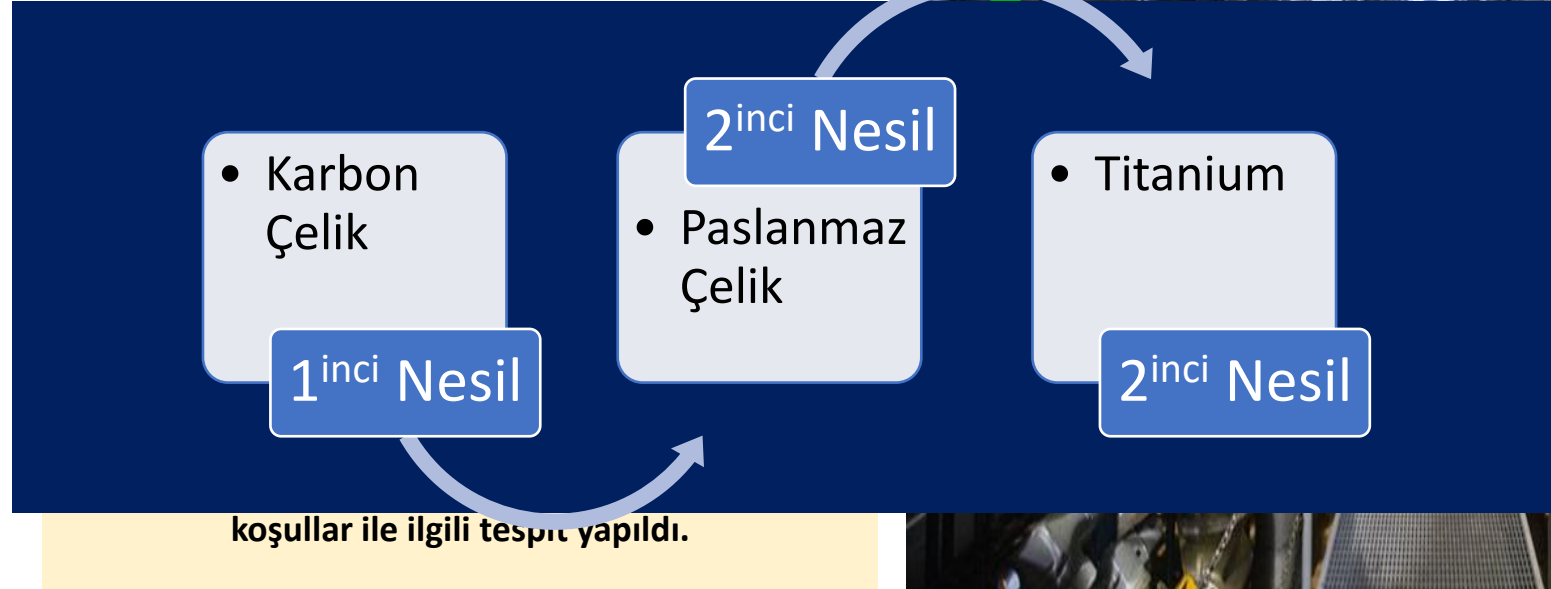 Karbon
Çelik
1inci Nesil
2inci Nesil
Paslanmaz
Çelik
Titanium
2inci Nesil
koşullar ile ilgili tespit yapıldı.